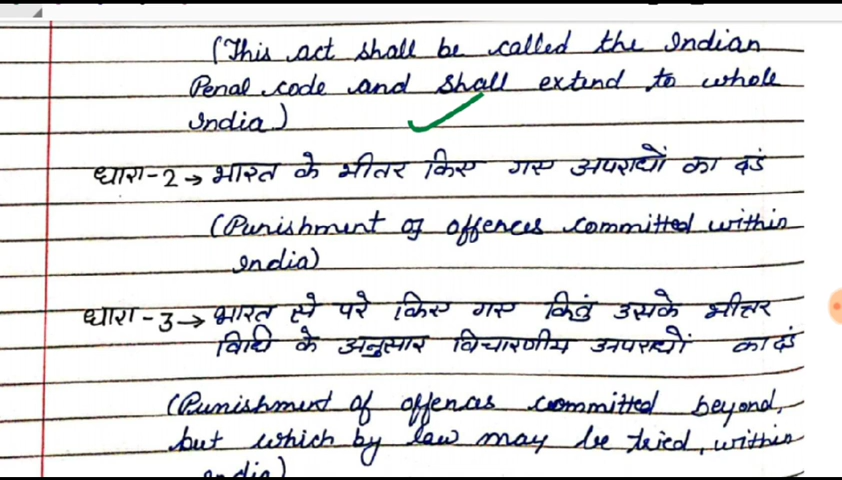 (This act shall be called the Indian
Penal code and shall extend to whole
India)
धारा-2→ भारत के भीतर किए गए अपराधों का दंड
(Punishment of offences committed within
India)
धारा-3→ भारत से परे किए गए किंतु उसके भीतर
विधि के अनुसार विचारणीय अपराधों का दंड
(Punishment of offences committed beyond,
but which by law may be tried, within
India)